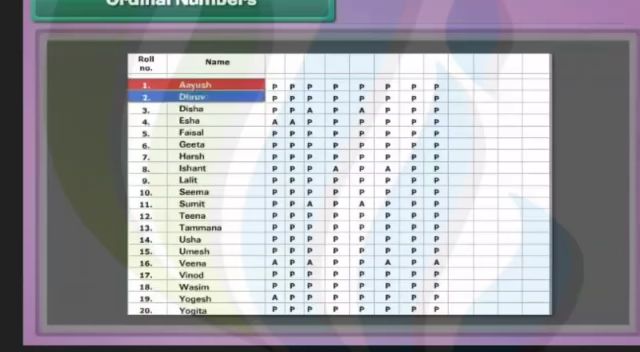 Ordinal Numbers
Roll no. Name
1. Aayush P P P P P P P P
2. Dhruv P P P P P P P P
3. Disha P P A P A P P P
4. Esha A A P P P P P P
5. Faisal P P P P P P P P
6. Geeta P P P P P P P P
7. Harsh P P P P P P P P
8. Ishant P P P A P A P P
9. Lalit P P P P P P P P
10. Seema P P P P P P P P
11. Sumit P P A P A P P P
12. Teena P P P P P P P P
13. Tammana P P P P P P P P
14. Usha P P P P P P P P
15. Umesh P P P P P P P P
16. Veena A P A P P A P A
17. Vinod P P P P P P P P
18. Wasim P P P P P P P P
19. Yogesh A P P P P P P P
20. Yogita P P P P P P P P